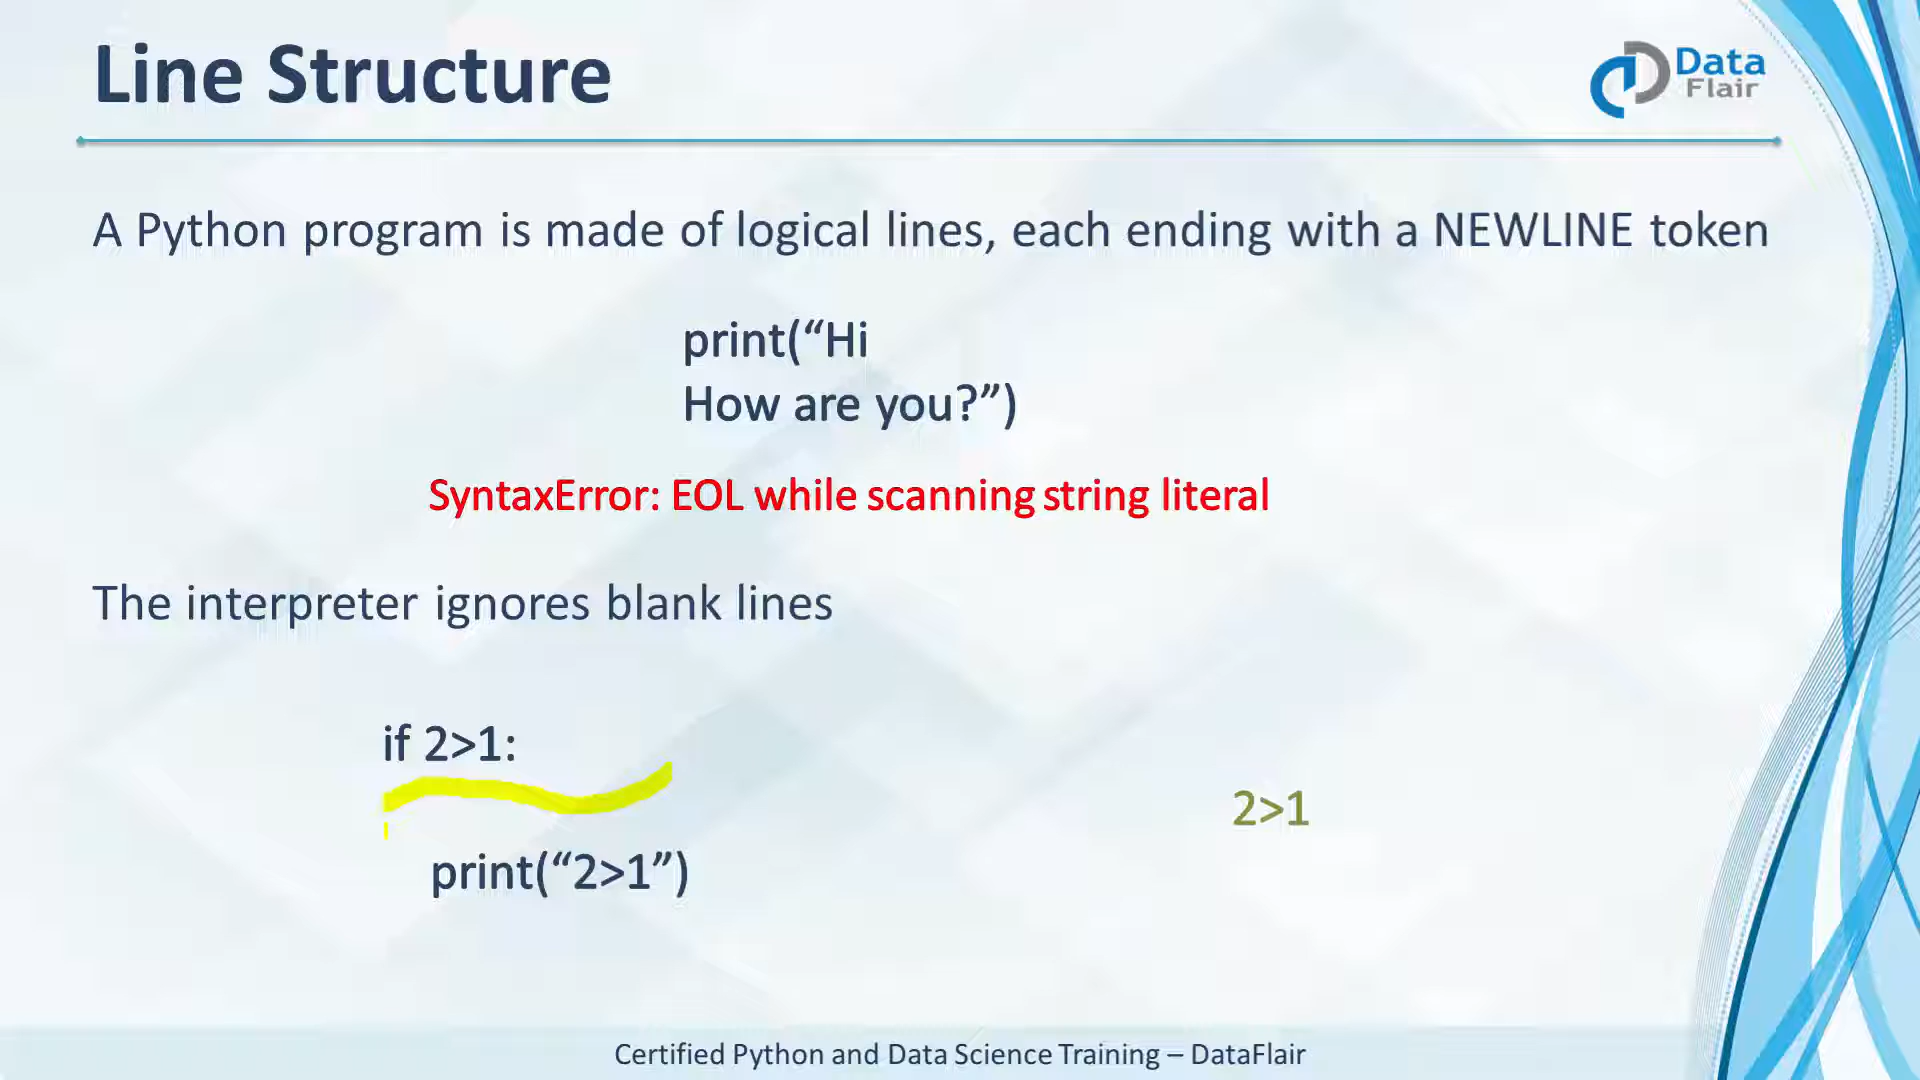 Line Structure
Data
Flair
A Python program is made of logical lines, each ending with a NEWLINE token
print(“Hi
How are you?”)
SyntaxError: EOL while scanning string literal
The interpreter ignores blank lines
if 2>1:
2>1
print(“2>1”)
Certified Python and Data Science Training – DataFlair